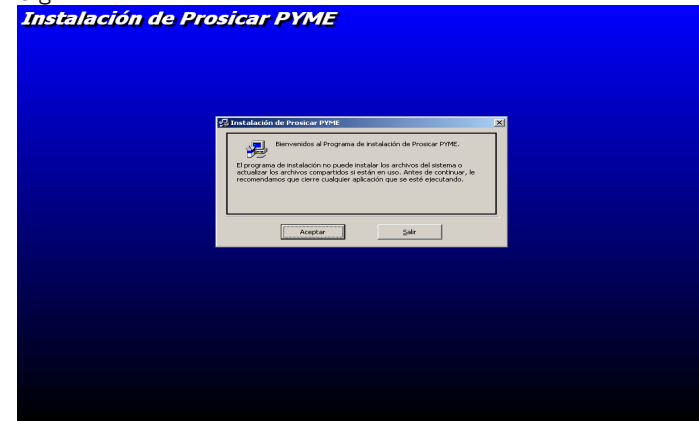 Instalación de Prosicar PYME
Instalación de Prosicar PYME
Bienvenidos al Programa de instalación de Prosicar PYME.
El programa de instalación no puede instalar los archivos del sistema o
actualizar los archivos compartidos si están en uso. Antes de continuar, le
recomendamos que cierre cualquier aplicación que se esté ejecutando.
Aceptar
Salir